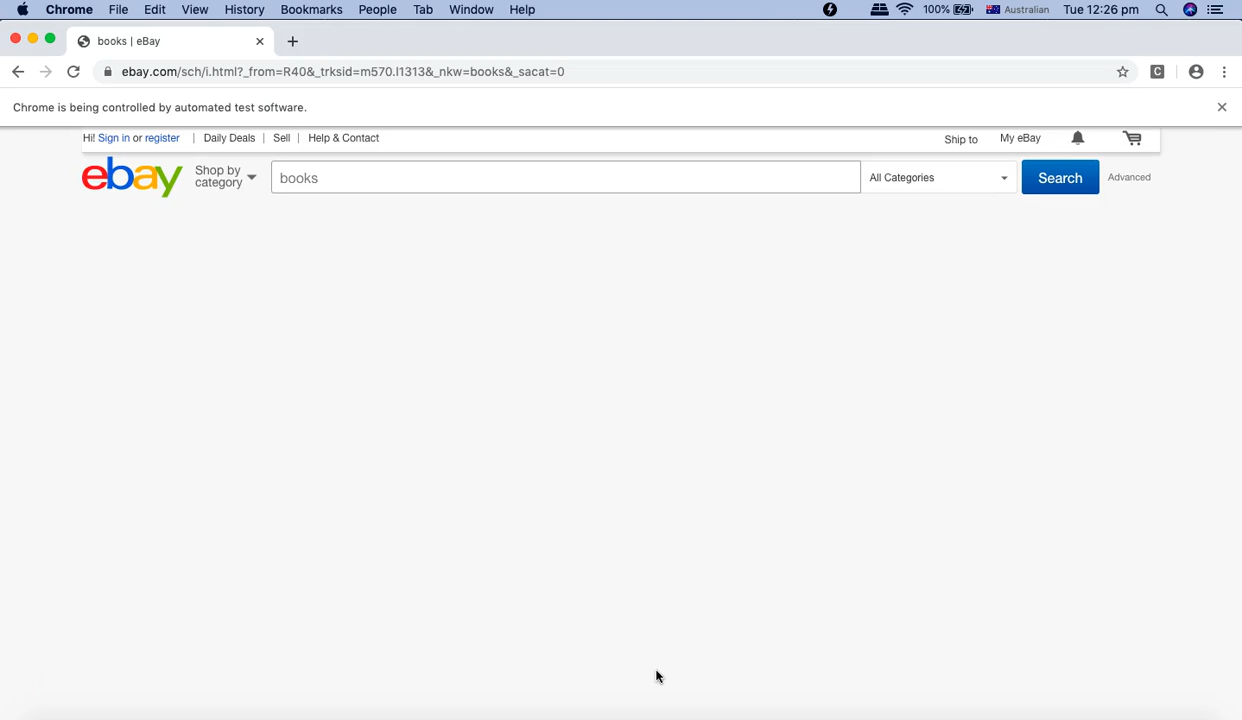 Chrome File Edit View History Bookmarks People Tab Window Help 100% Australian Tue 12:26 pm
books | eBay
ebay.com/sch/i.html?_from=R40&_trksid=m570.l1313&_nkw=books&_sacat=0 C
Chrome is being controlled by automated test software.
Hi! Sign in or register | Daily Deals | Sell | Help & Contact Ship to My eBay
ebay Shop by category books All Categories Search Advanced